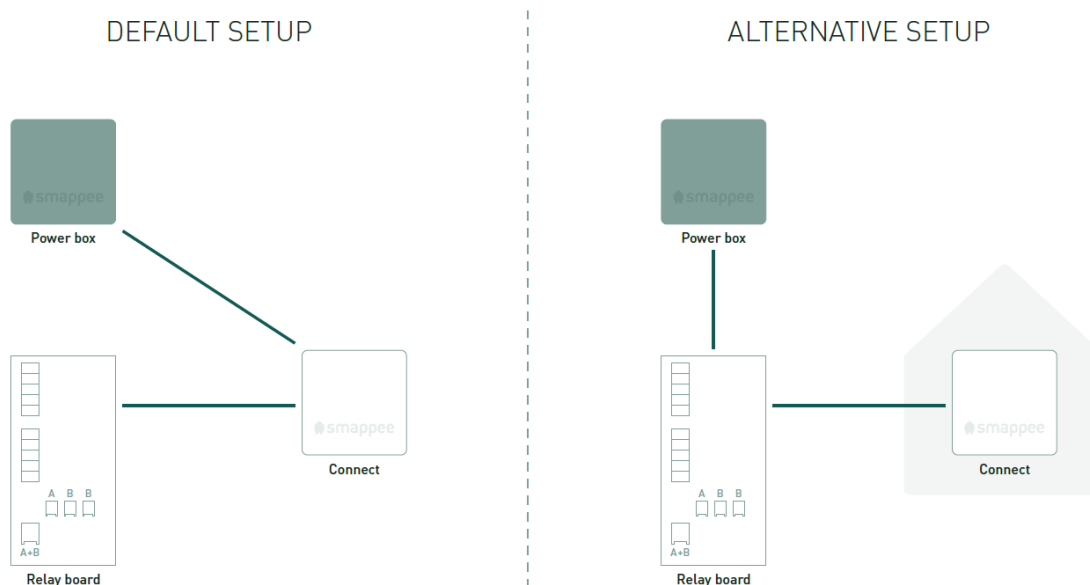 DEFAULT SETUP
smappee
Power box
smappee
Connect
A B B
A+B
Relay board
ALTERNATIVE SETUP
smappee
Power box
smappee
Connect
A B B
A+B
Relay board